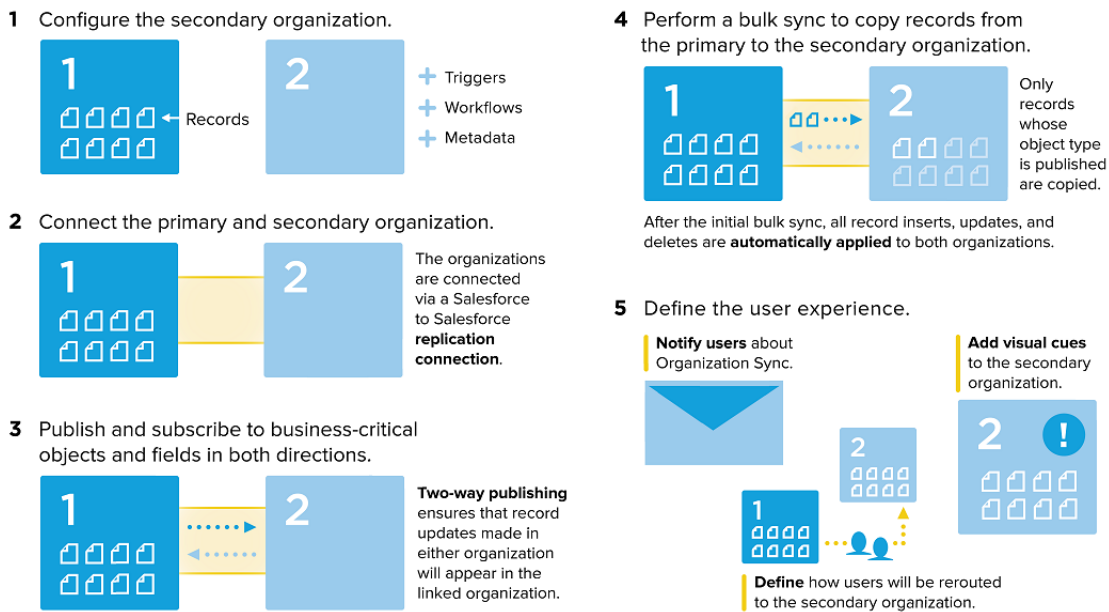 1 Configure the secondary organization.
1
2
Records
+ Triggers
+ Workflows
+ Metadata
2 Connect the primary and secondary organization.
1
2
The organizations
are connected
via a Salesforce
to Salesforce
replication
connection.
3 Publish and subscribe to business-critical
objects and fields in both directions.
1
2
Two-way publishing
ensures that record
updates made in
either organization
will appear in the
linked organization.
4 Perform a bulk sync to copy records from
the primary to the secondary organization.
1
2
Only
records
whose
object type
is published
are copied.
After the initial bulk sync, all record inserts, updates, and
deletes are automatically applied to both organizations.
5 Define the user experience.
Notify users about
Organization Sync.
Add visual cues
to the secondary
organization.
2
!
2
1
Define how users will be rerouted
to the secondary organization.